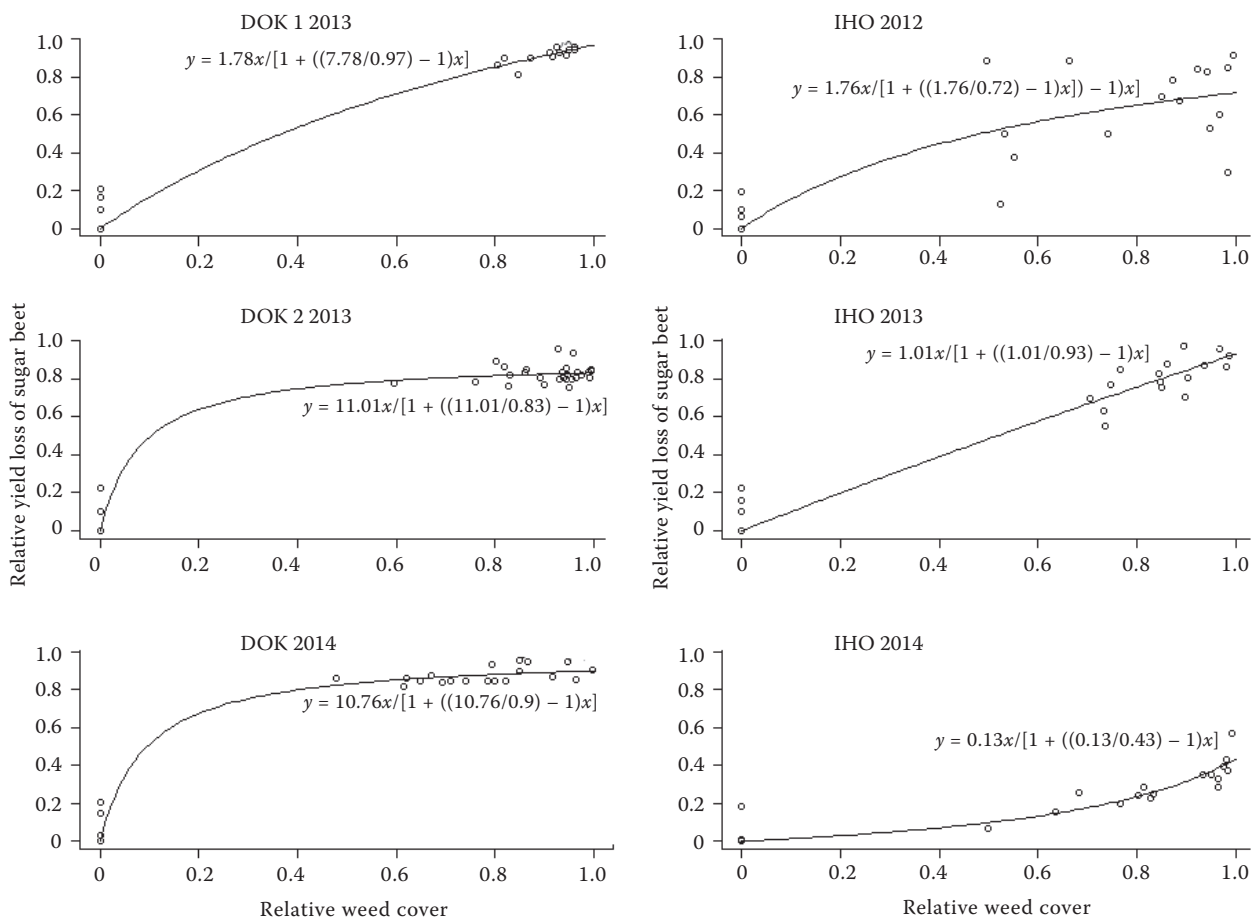 DOK 1 2013
1.0
0.8
0.6
0.4
0.2
0
y = 1.78x/[1 + ((7.78/0.97) − 1)x]
0 0.2 0.4 0.6 0.8 1.0
IHO 2012
1.0
0.8
0.6
0.4
0.2
0
y = 1.76x/[1 + ((1.76/0.72) − 1)x]) − 1)x]
0 0.2 0.4 0.6 0.8 1.0
Relative yield loss of sugar beet
DOK 2 2013
1.0
0.8
0.6
0.4
0.2
0
y = 11.01x/[1 + ((11.01/0.83) − 1)x]
0 0.2 0.4 0.6 0.8 1.0
Relative yield loss of sugar beet
IHO 2013
1.0
0.8
0.6
0.4
0.2
0
y = 1.01x/[1 + ((1.01/0.93) − 1)x]
0 0.2 0.4 0.6 0.8 1.0
DOK 2014
1.0
0.8
0.6
0.4
0.2
0
y = 10.76x/[1 + ((10.76/0.9) − 1)x]
0 0.2 0.4 0.6 0.8 1.0
Relative weed cover
IHO 2014
1.0
0.8
0.6
0.4
0.2
0
y = 0.13x/[1 + ((0.13/0.43) − 1)x]
0 0.2 0.4 0.6 0.8 1.0
Relative weed cover